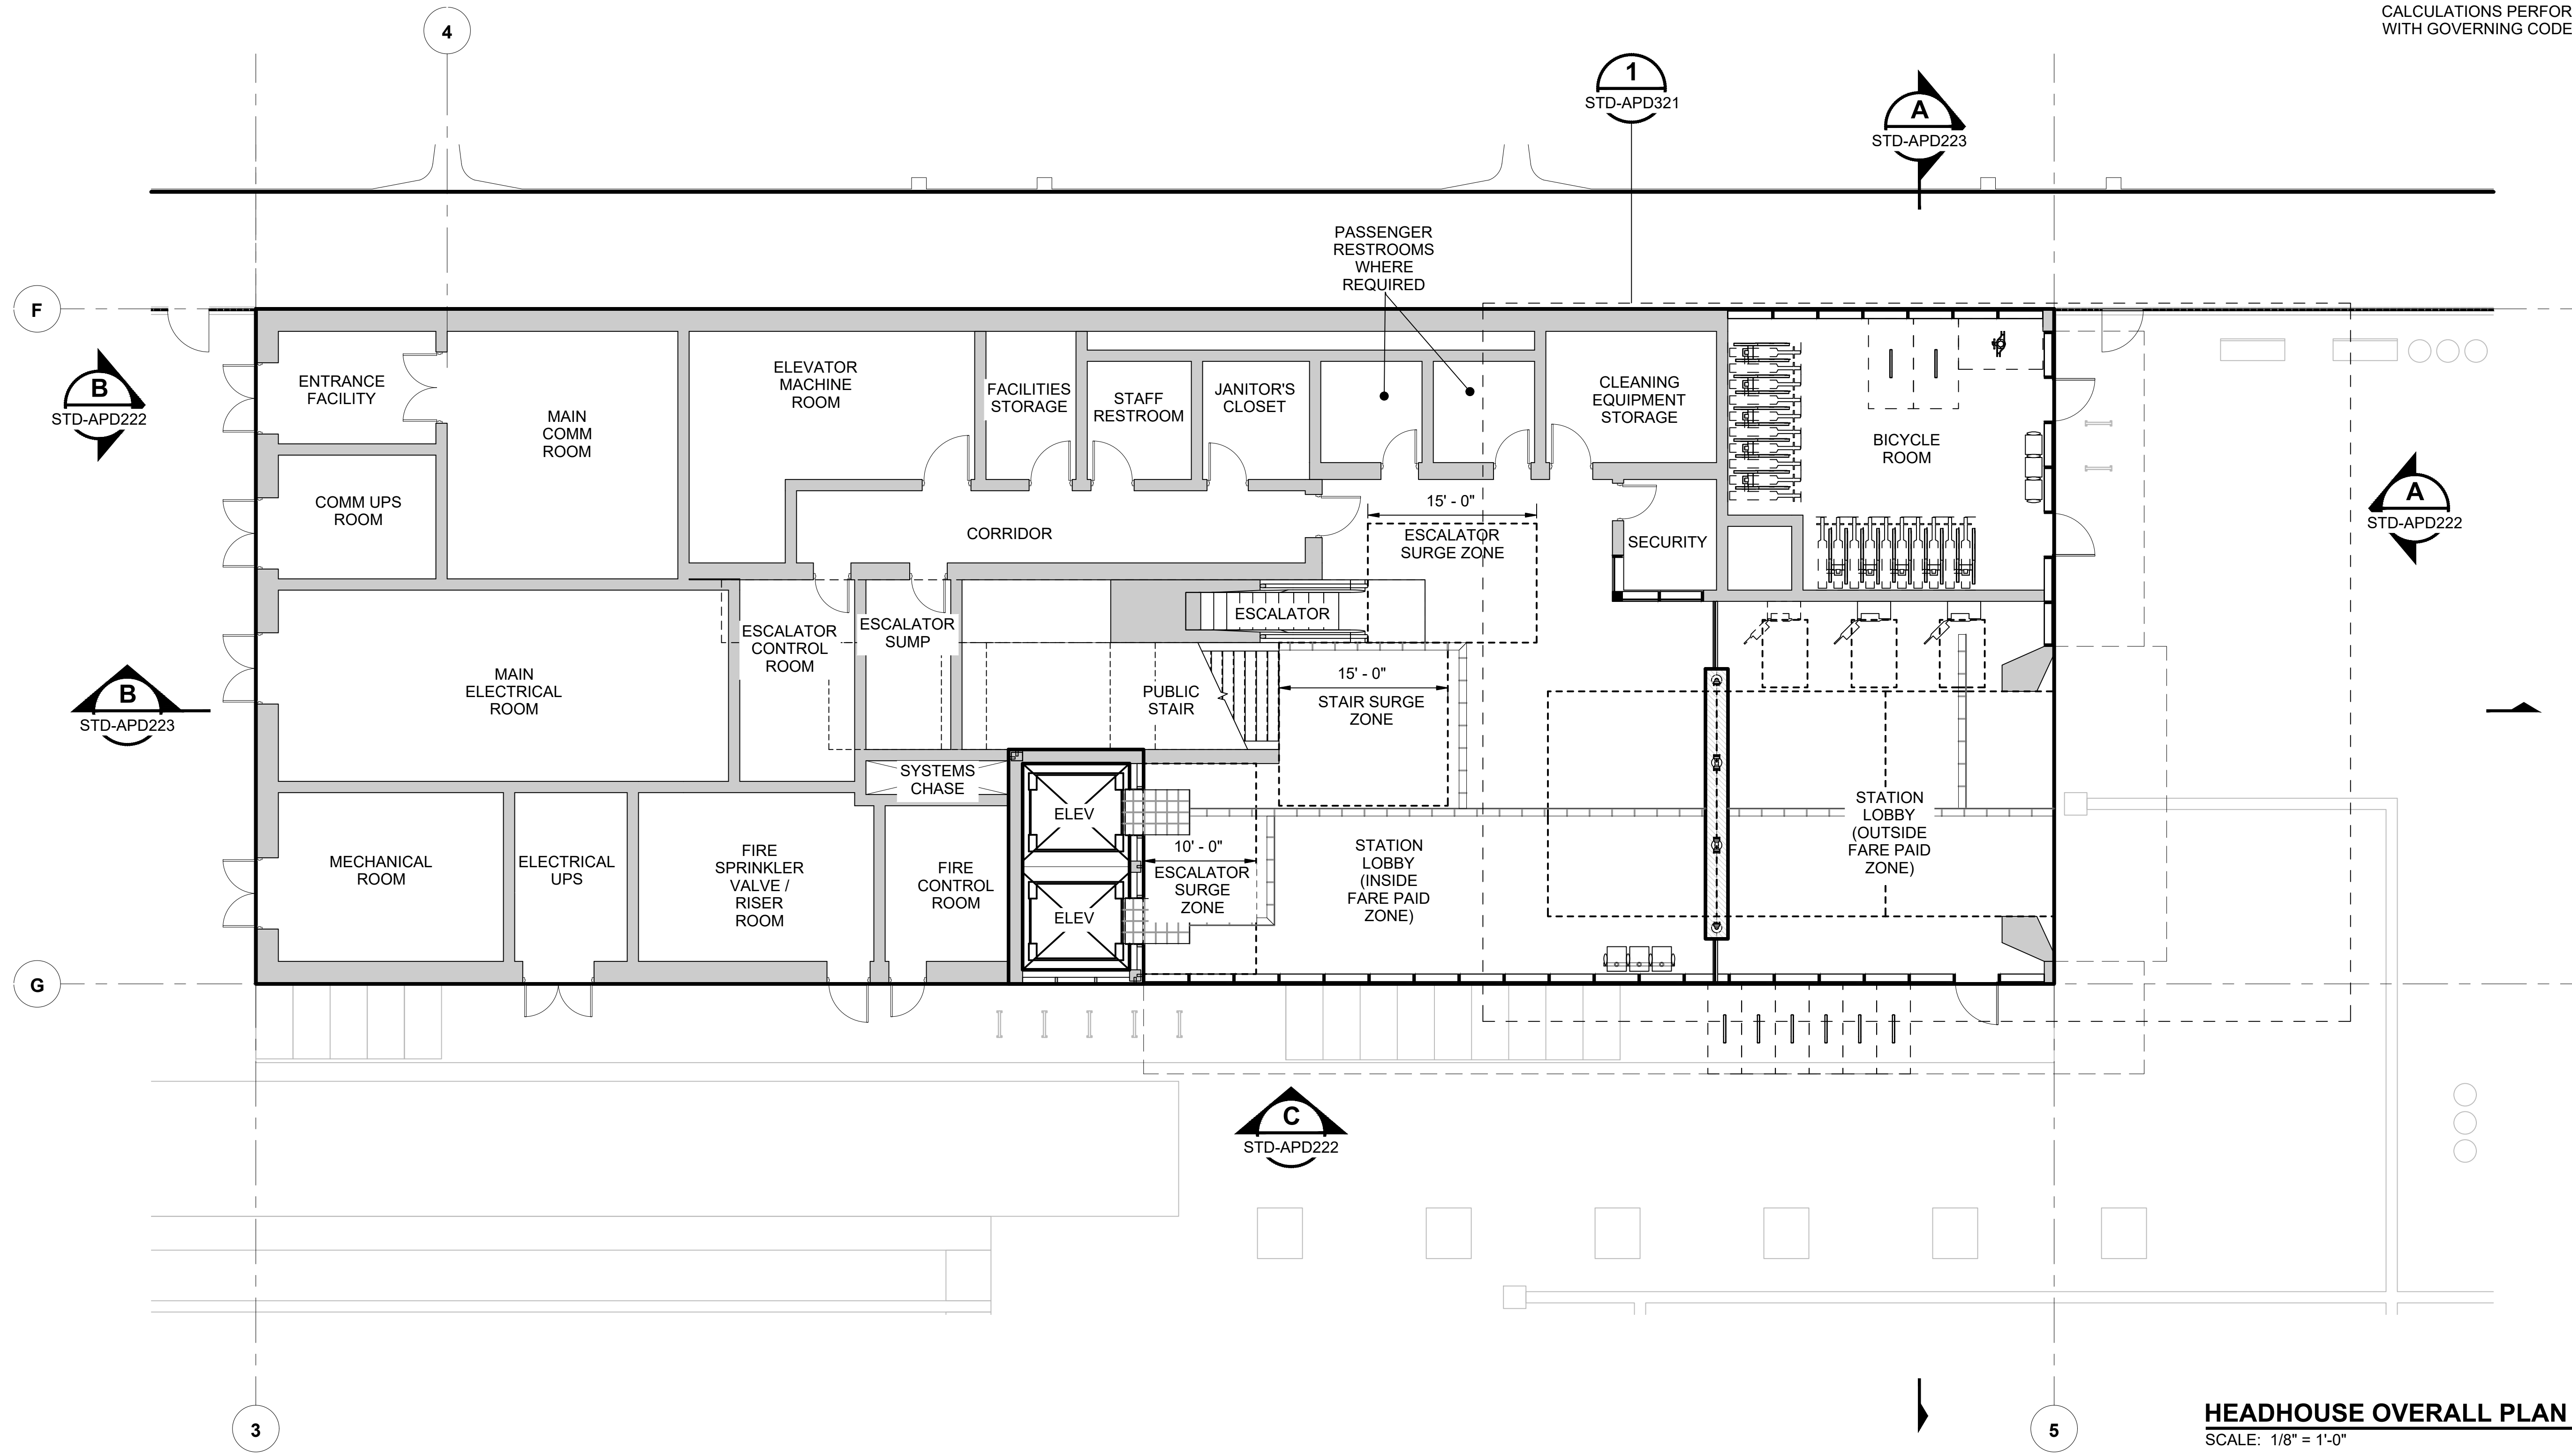 CALCULATIONS PERFOR
WITH GOVERNING CODE
4
1
STD-APD321
A
STD-APD223
PASSENGER
RESTROOMS
WHERE
REQUIRED
F
B
STD-APD222
ENTRANCE
FACILITY
MAIN
COMM
ROOM
ELEVATOR
MACHINE
ROOM
FACILITIES
STORAGE
STAFF
RESTROOM
JANITOR'S
CLOSET
CLEANING
EQUIPMENT
STORAGE
BICYCLE
ROOM
A
STD-APD222
COMM UPS
ROOM
CORRIDOR
15' - 0"
ESCALATOR
SURGE ZONE
SECURITY
ESCALATOR
ESCALATOR
CONTROL
ROOM
ESCALATOR
SUMP
MAIN
ELECTRICAL
ROOM
PUBLIC
STAIR
15' - 0"
STAIR SURGE
ZONE
B
STD-APD223
SYSTEMS
CHASE
ELEV
ELEV
10' - 0"
ESCALATOR
SURGE
ZONE
STATION
LOBBY
(INSIDE
FARE PAID
ZONE)
STATION
LOBBY
(OUTSIDE
FARE PAID
ZONE)
MECHANICAL
ROOM
ELECTRICAL
UPS
FIRE
SPRINKLER
VALVE /
RISER
ROOM
FIRE
CONTROL
ROOM
G
C
STD-APD222
3
5
HEADHOUSE OVERALL PLAN
SCALE: 1/8" = 1'-0"